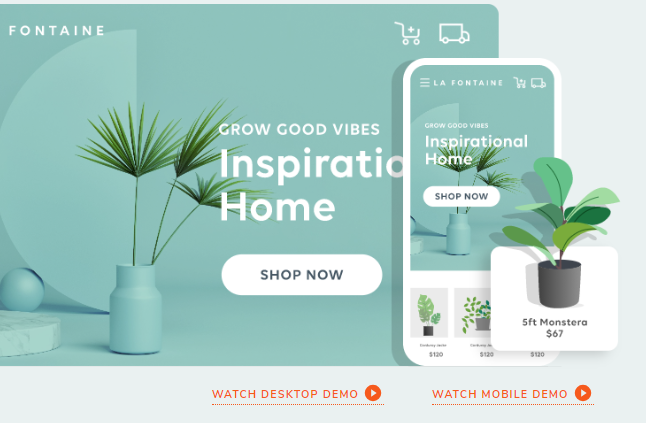 FONTAINE
GROW GOOD VIBES
Inspiratio
Home
SHOP NOW
LA FONTAINE
GROW GOOD VIBES
Inspirational
Home
SHOP NOW
$120
$120
$120
5ft Monstera
$67
WATCH DESKTOP DEMO
WATCH MOBILE DEMO